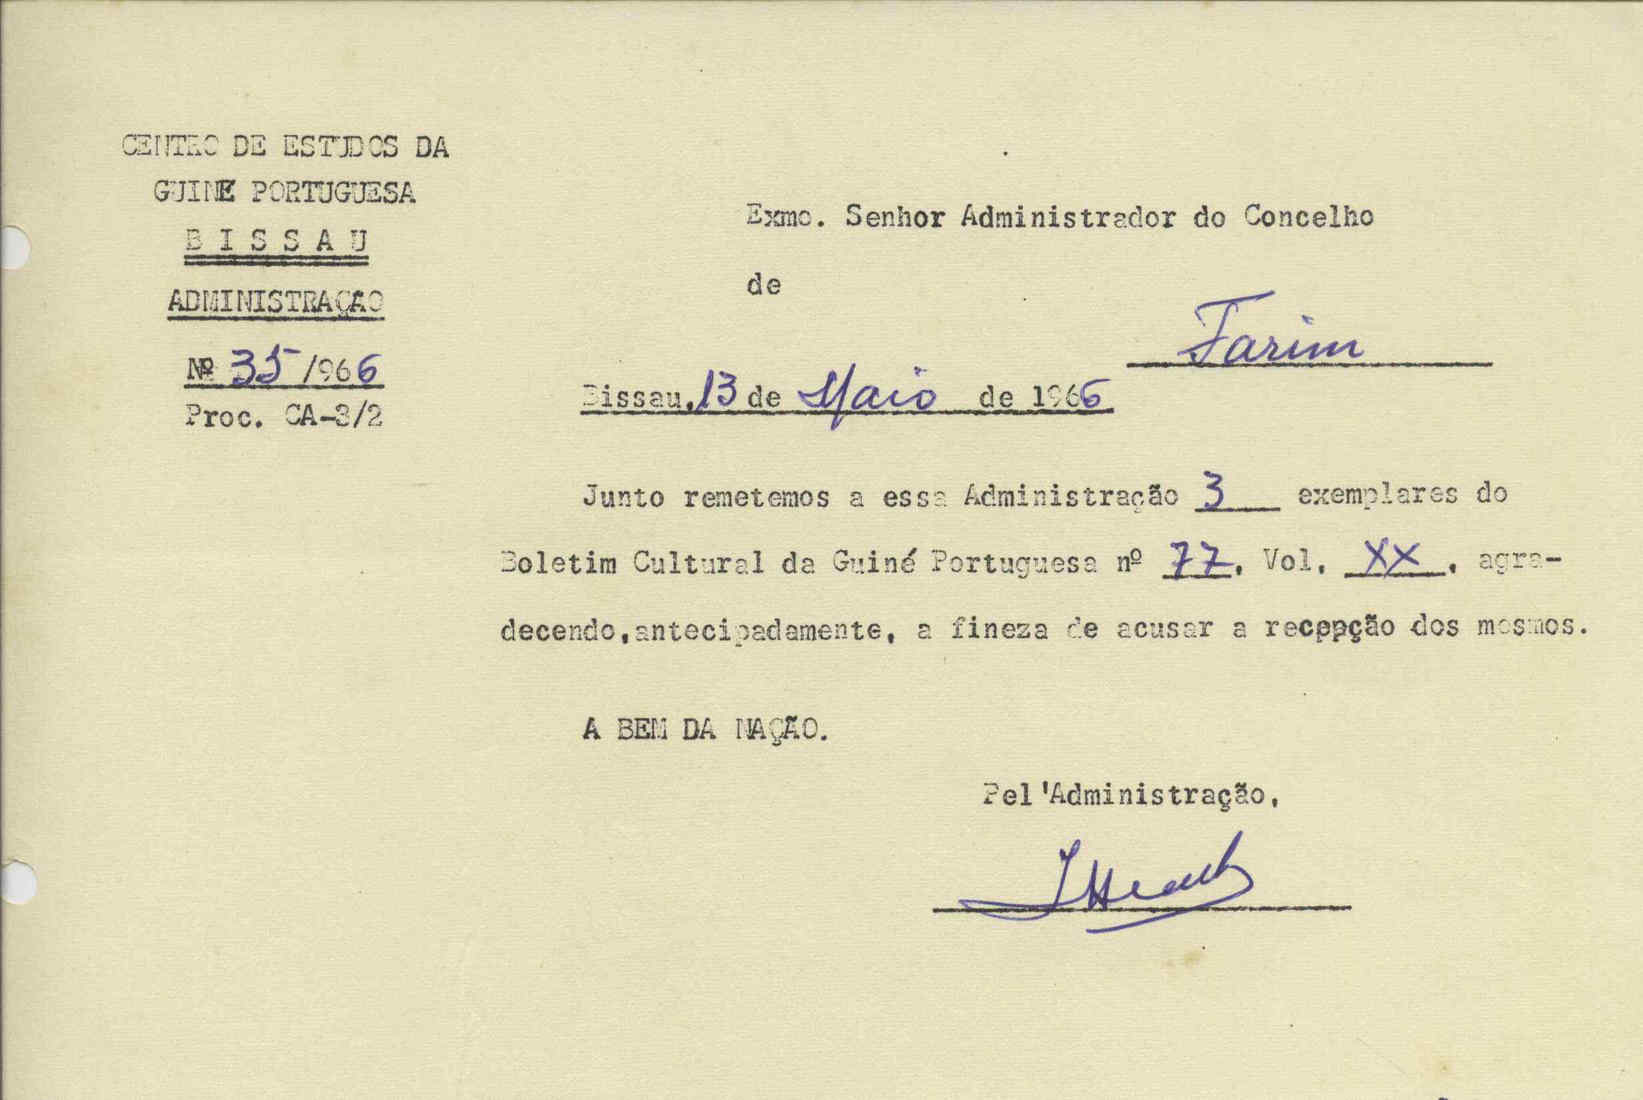 CENTRO DE ESTUDOS DA
GUINÉ PORTUGUESA
BISSAU
ADMINISTRAÇÃO
Nº 35/966
Proc. CA-3/2
Exmo. Senhor Administrador do Concelho
de
Farim
Bissau, 13 de Maio de 1966
Junto remetemos a essa Administração 3 exemplares do
Boletim Cultural da Guiné Portuguesa nº 77, Vol. XX, agra-
decendo, antecipadamente, a fineza de acusar a recepção dos mesmos.
A BEM DA NAÇÃO.
Pel'Administração,